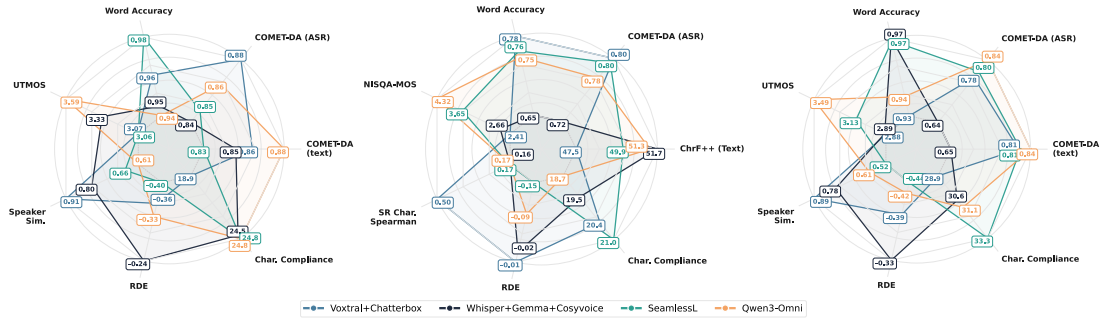 Word Accuracy
0.98
0.96
0.95
0.94
COMET-DA (ASR)
0.88
0.86
0.85
0.84
UTMOS
3.59
3.33
3.07
3.06
COMET-DA
(text)
0.88
0.86
0.85
0.83
Speaker
Sim.
0.91
0.80
0.66
0.61
RDE
−0.24
−0.33
−0.36
−0.40
Char. Compliance
18.9
24.5
24.8
24.8
Word Accuracy
0.78
0.76
0.75
0.65
COMET-DA (ASR)
0.80
0.80
0.78
0.72
NISQA-MOS
4.32
3.65
2.66
2.41
ChrF++ (Text)
47.5
49.9
51.3
51.7
SR Char.
Spearman
0.50
0.17
0.17
0.16
RDE
−0.01
−0.02
−0.09
−0.15
Char. Compliance
18.7
19.5
20.4
21.0
Word Accuracy
0.97
0.97
0.94
0.93
COMET-DA (ASR)
0.84
0.80
0.78
0.64
UTMOS
3.49
3.13
2.89
2.88
COMET-DA
(text)
0.81
0.81
0.84
0.65
Speaker
Sim.
0.89
0.78
0.61
0.52
RDE
−0.33
−0.39
−0.42
−0.44
Char. Compliance
28.9
30.6
31.1
33.3
Voxtral+Chatterbox
Whisper+Gemma+Cosyvoice
SeamlessL
Qwen3-Omni